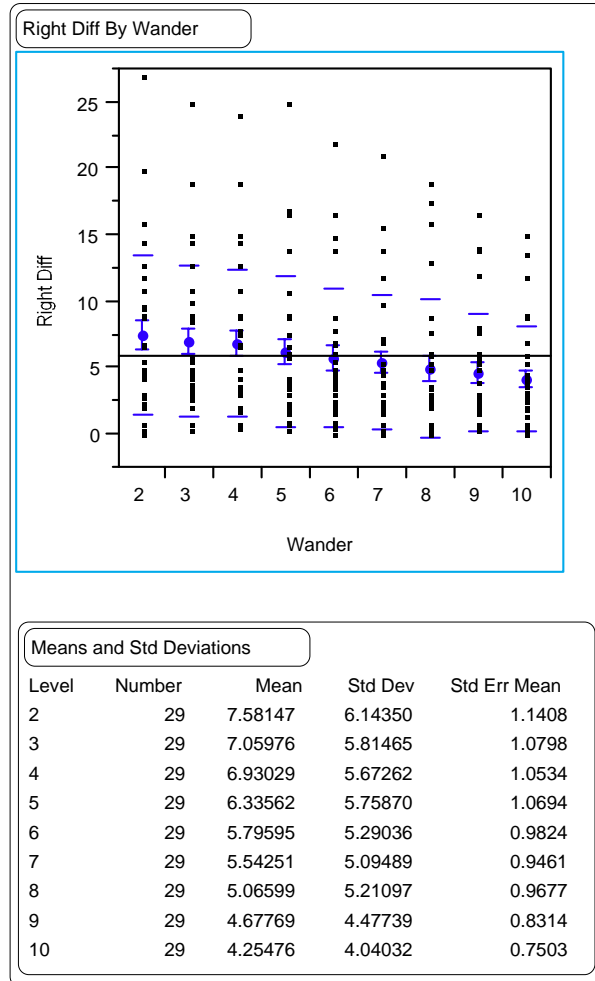 Right Diff By Wander
25
20
15
10
5
0
Right Diff
2 3 4 5 6 7 8 9 10
Wander
Means and Std Deviations
Level Number Mean Std Dev Std Err Mean
2 29 7.58147 6.14350 1.1408
3 29 7.05976 5.81465 1.0798
4 29 6.93029 5.67262 1.0534
5 29 6.33562 5.75870 1.0694
6 29 5.79595 5.29036 0.9824
7 29 5.54251 5.09489 0.9461
8 29 5.06599 5.21097 0.9677
9 29 4.67769 4.47739 0.8314
10 29 4.25476 4.04032 0.7503